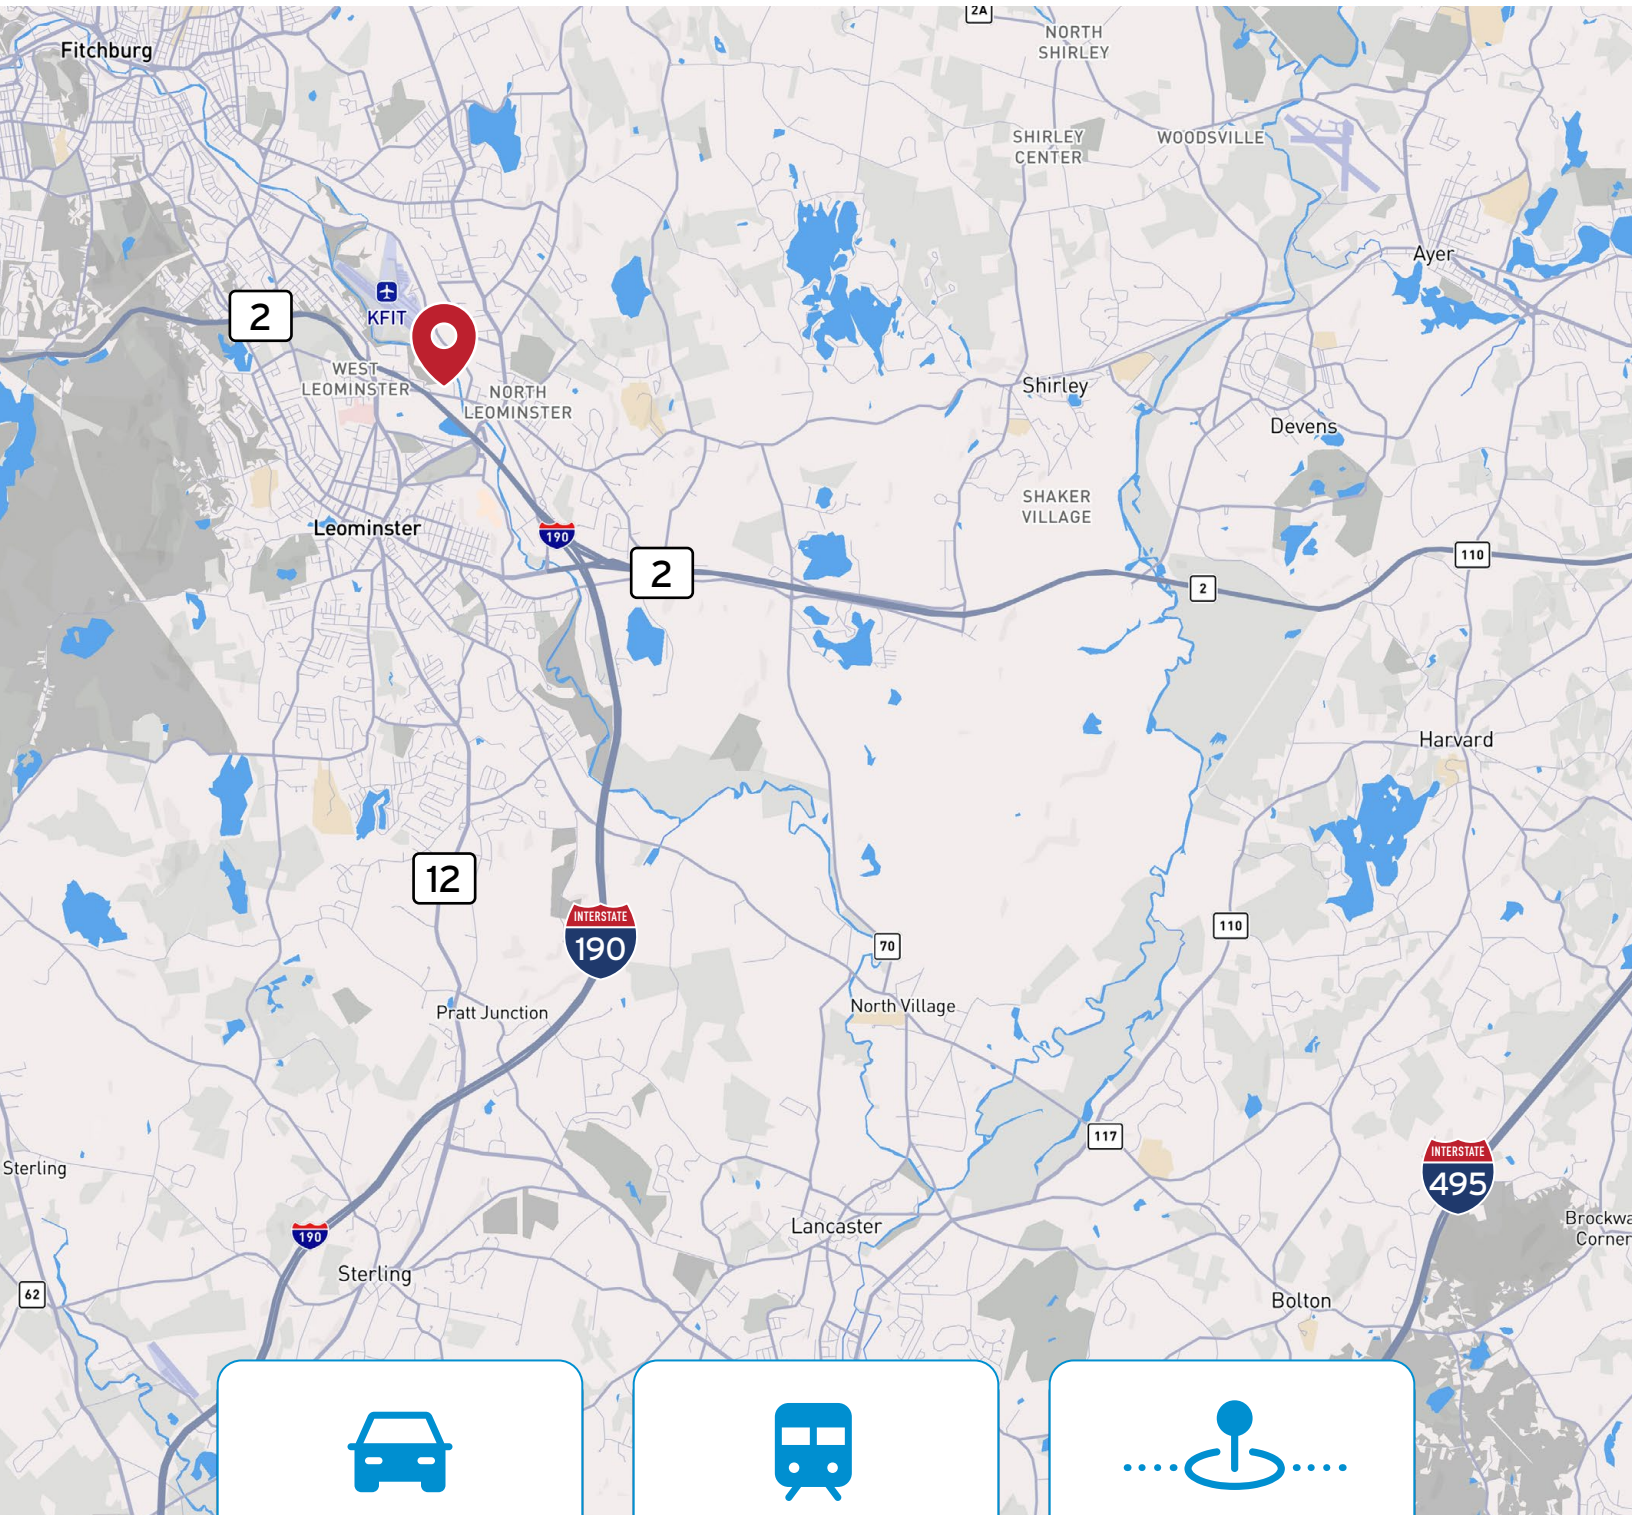 2A
NORTH
SHIRLEY
Fitchburg
SHIRLEY
CENTER
WOODSVILLE
Ayer
KFIT
2
WEST
LEOMINSTER
NORTH
LEOMINSTER
Shirley
Devens
SHAKER
VILLAGE
Leominster
190
2
2
110
Harvard
12
INTERSTATE
190
110
70
Pratt Junction
North Village
117
Sterling
INTERSTATE
495
Lancaster
Brockwa
Corner
190
Sterling
62
Bolton